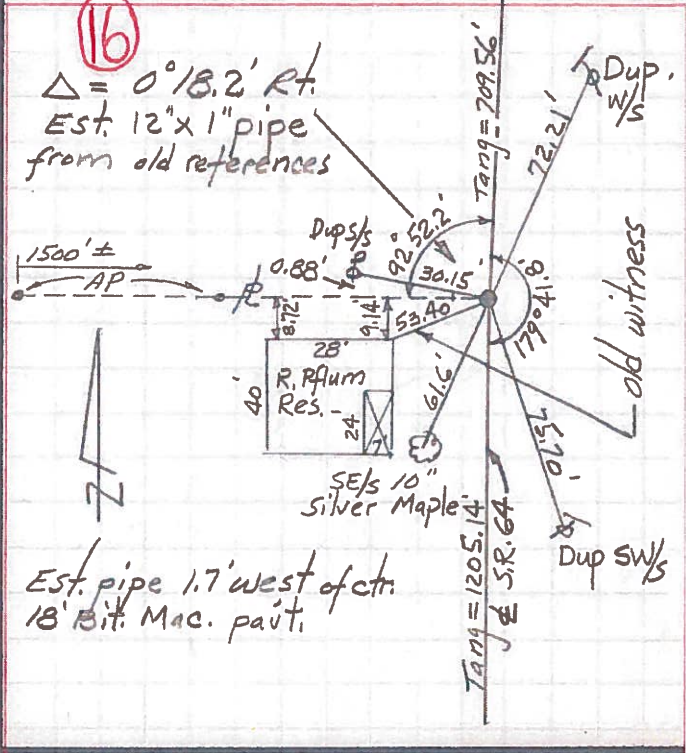 16
Δ = 0°18.2' Rt.
Est. 12"x 1" pipe
from old references
Tang = 709.56'
Dup.
W/s
72.21'
Dup S/s
92° 52.2'
1500' ±
AP
0.88'
30.15'
179° 41.8'
8.72'
9.14'
53.40
old witness
28'
R. Pflum
Res.
40'
24
7
61.6'
SE/s 10"
Silver Maple
Dup SW/s
Tang = 1205.14
℄ S.R. 64
Est. pipe 1.7' west of ctr.
18' Bit. Mac. pav't.